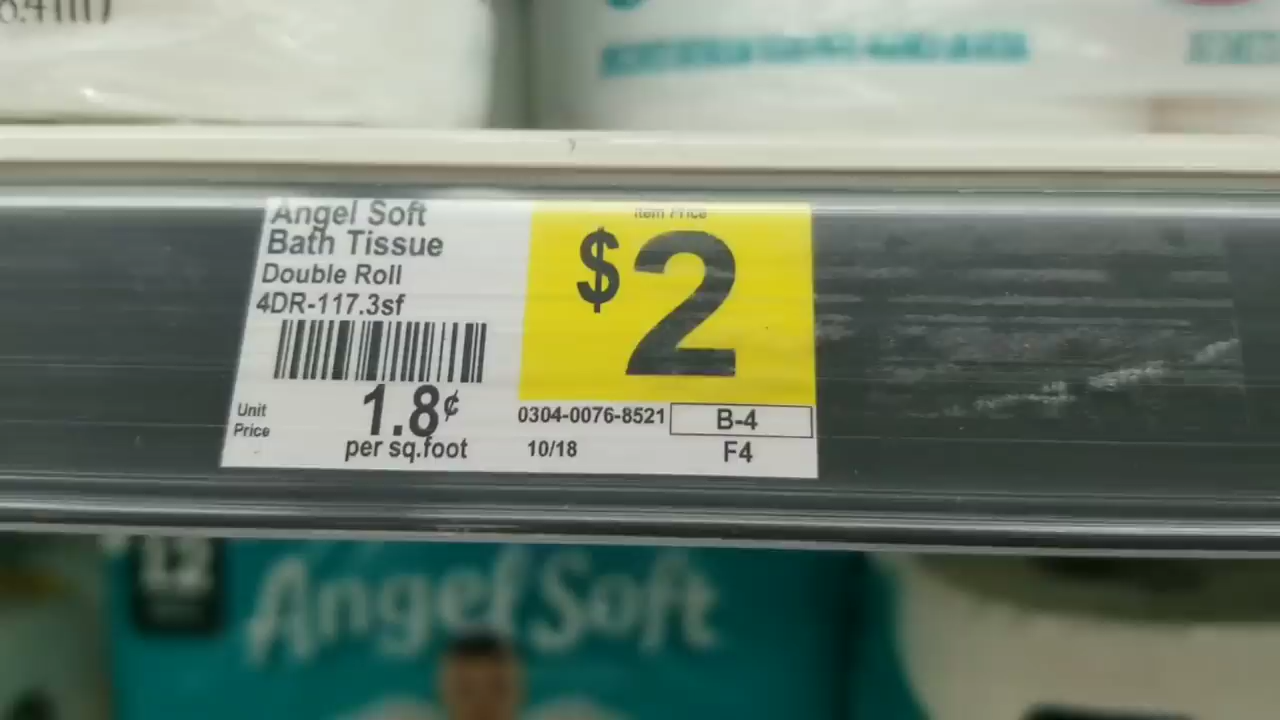 Angel Soft
Bath Tissue
Double Roll
4DR-117.3sf
Unit
Price
1.8¢
per sq.foot
Item Price
$2
0304-0076-8521
B-4
10/18
F4
12
Angel Soft